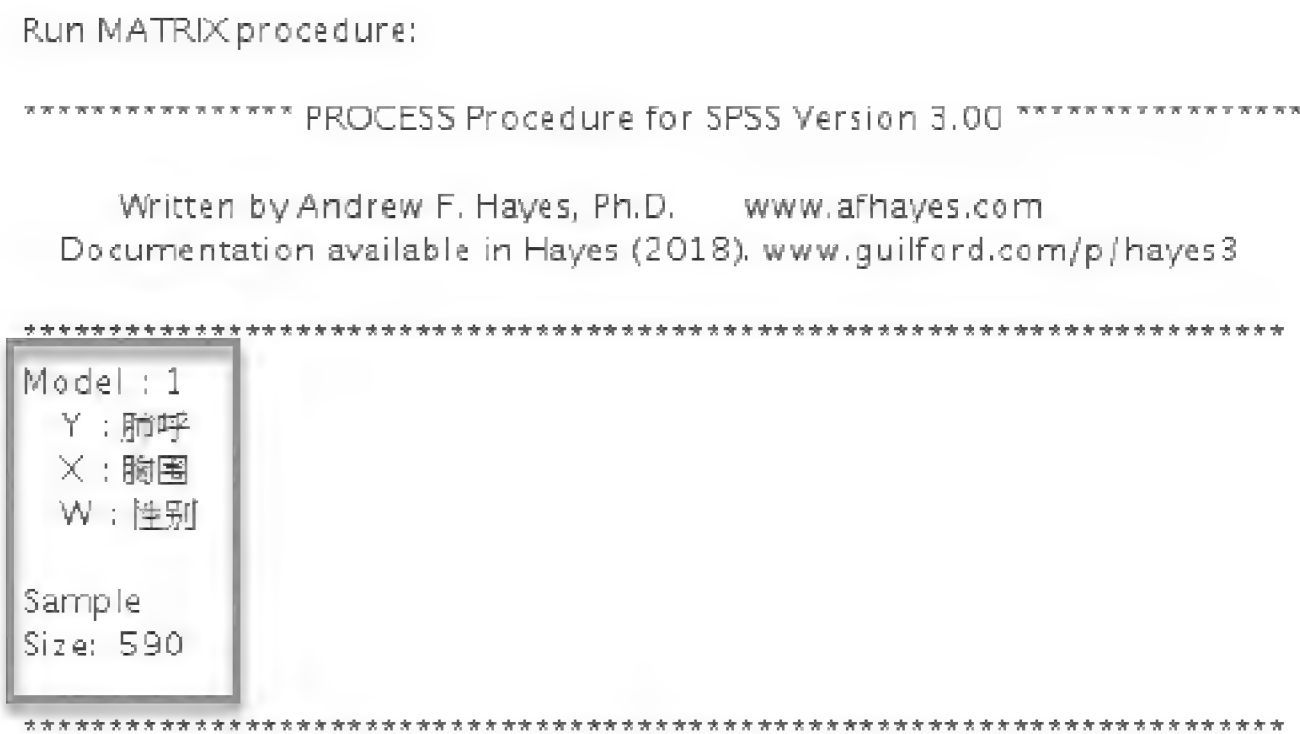 Run MATRIX procedure:
**************** PROCESS Procedure for SPSS Version 3.00 *****************
Written by Andrew F. Hayes, Ph.D. www.afhayes.com
Documentation available in Hayes (2018). www.guilford.com/p/hayes3
**************************************************************************
Model : 1
Y : 肺呼
X : 胸围
W : 性别
Sample
Size: 590
**************************************************************************